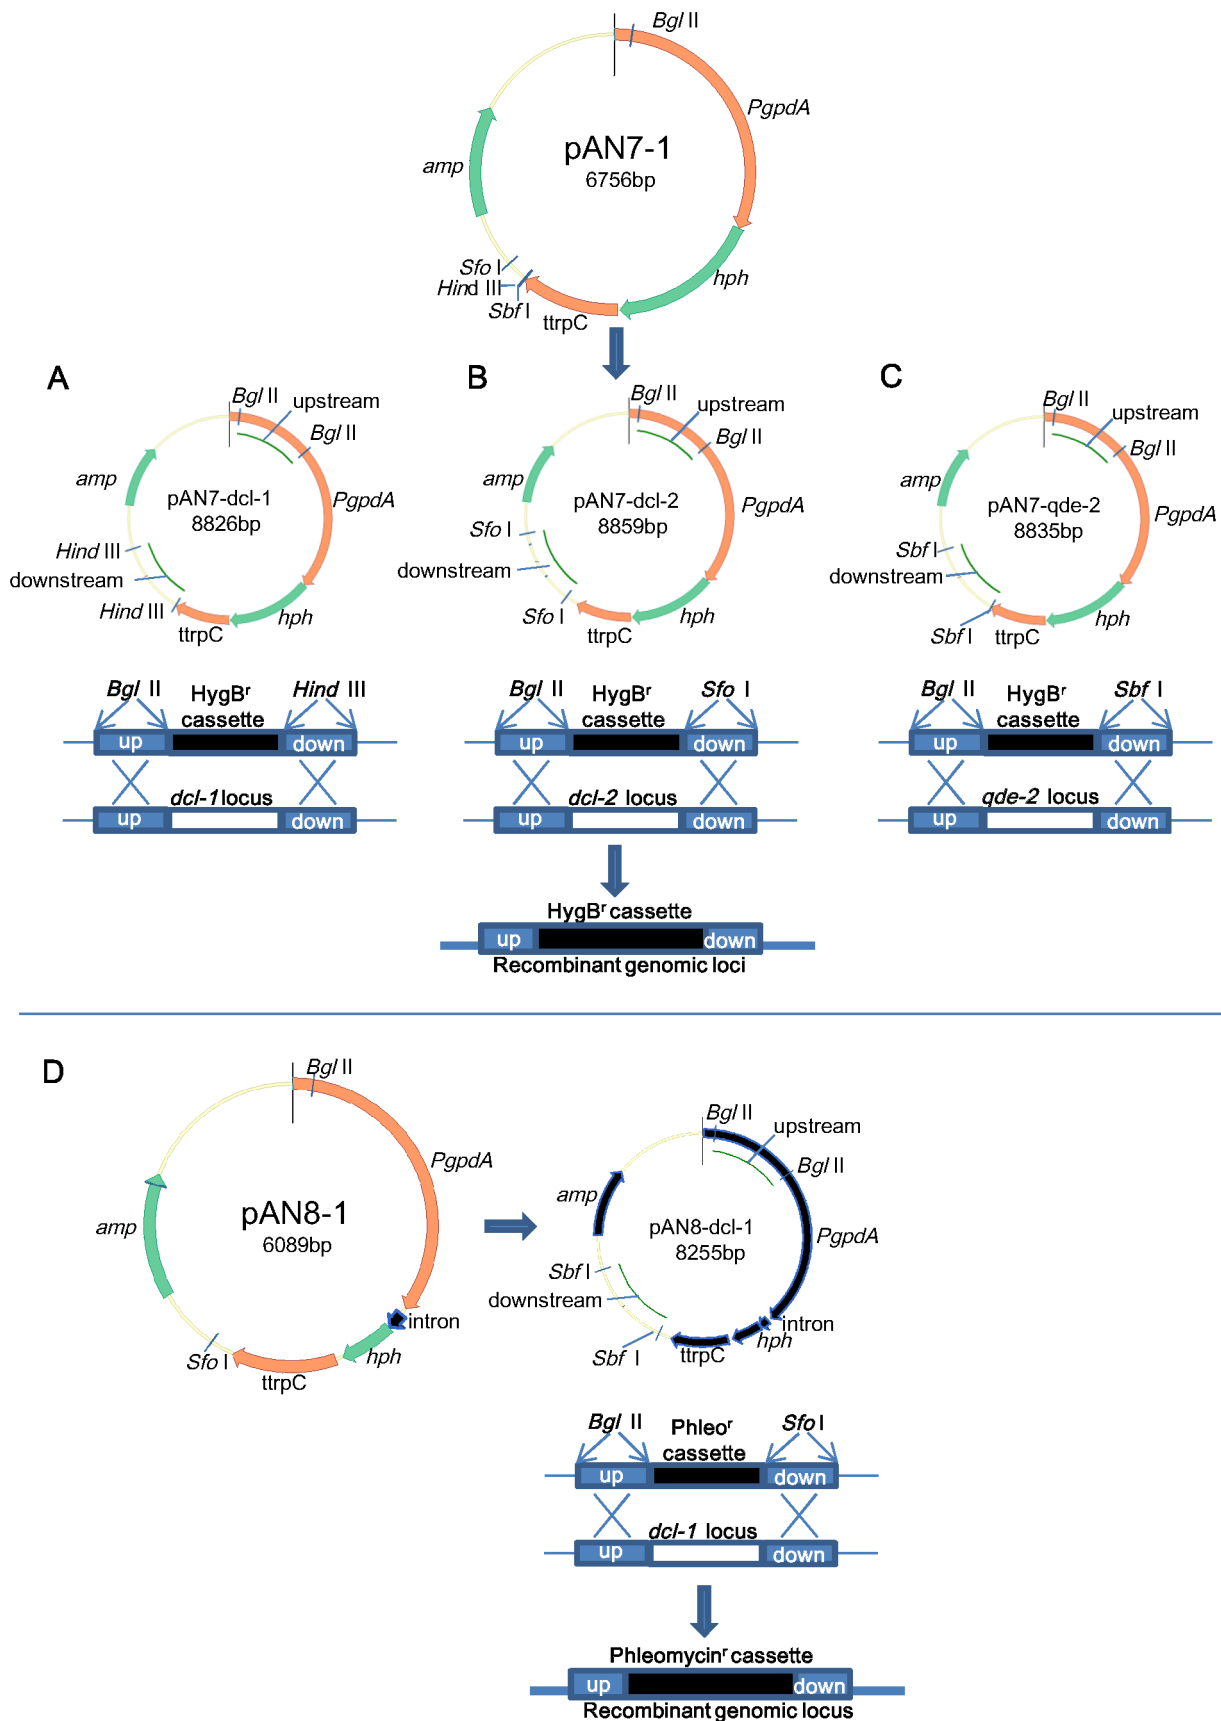 Bgl II
PgpdA
pAN7-1
6756bp
amp
Sfo I
Hind III
Sbf I
ttrpC
hph
A
Bgl II
upstream
Bgl II
amp
pAN7-dcl-1
8826bp
PgpdA
Hind III
downstream
Hind III
ttrpC
hph
Bgl II
HygBr
cassette
Hind III
up
down
dcl-1 locus
up
down
B
Bgl II
upstream
Bgl II
amp
pAN7-dcl-2
8859bp
PgpdA
Sfo I
downstream
Sfo I
ttrpC
hph
Bgl II
HygBr
cassette
Sfo I
up
down
dcl-2 locus
up
down
HygBr cassette
up
down
Recombinant genomic loci
C
Bgl II
upstream
Bgl II
amp
pAN7-qde-2
8835bp
PgpdA
Sbf I
downstream
Sbf I
ttrpC
hph
Bgl II
HygBr
cassette
Sbf I
up
down
qde-2 locus
up
down
D
Bgl II
PgpdA
pAN8-1
6089bp
amp
intron
hph
Sfo I
ttrpC
Bgl II
upstream
Bgl II
amp
pAN8-dcl-1
8255bp
PgpdA
Sbf I
downstream
Sbf I
intron
hph
ttrpC
Bgl II
Phleor
cassette
Sfo I
up
down
dcl-1 locus
up
down
Phleomycinr cassette
up
down
Recombinant genomic locus